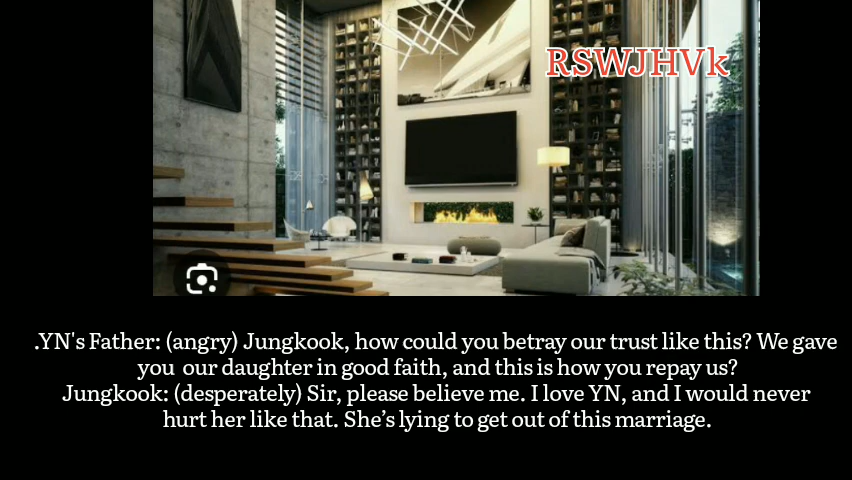 RSWJHVk
.YN's Father: (angry) Jungkook, how could you betray our trust like this? We gave
you  our daughter in good faith, and this is how you repay us?
Jungkook: (desperately) Sir, please believe me. I love YN, and I would never
hurt her like that. She’s lying to get out of this marriage.